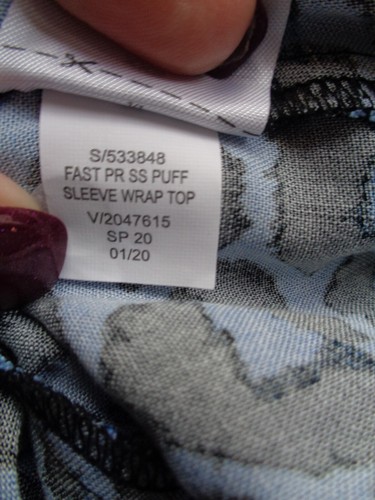 S/533848
FAST PR SS PUFF
SLEEVE WRAP TOP
V/2047615
SP 20
01/20